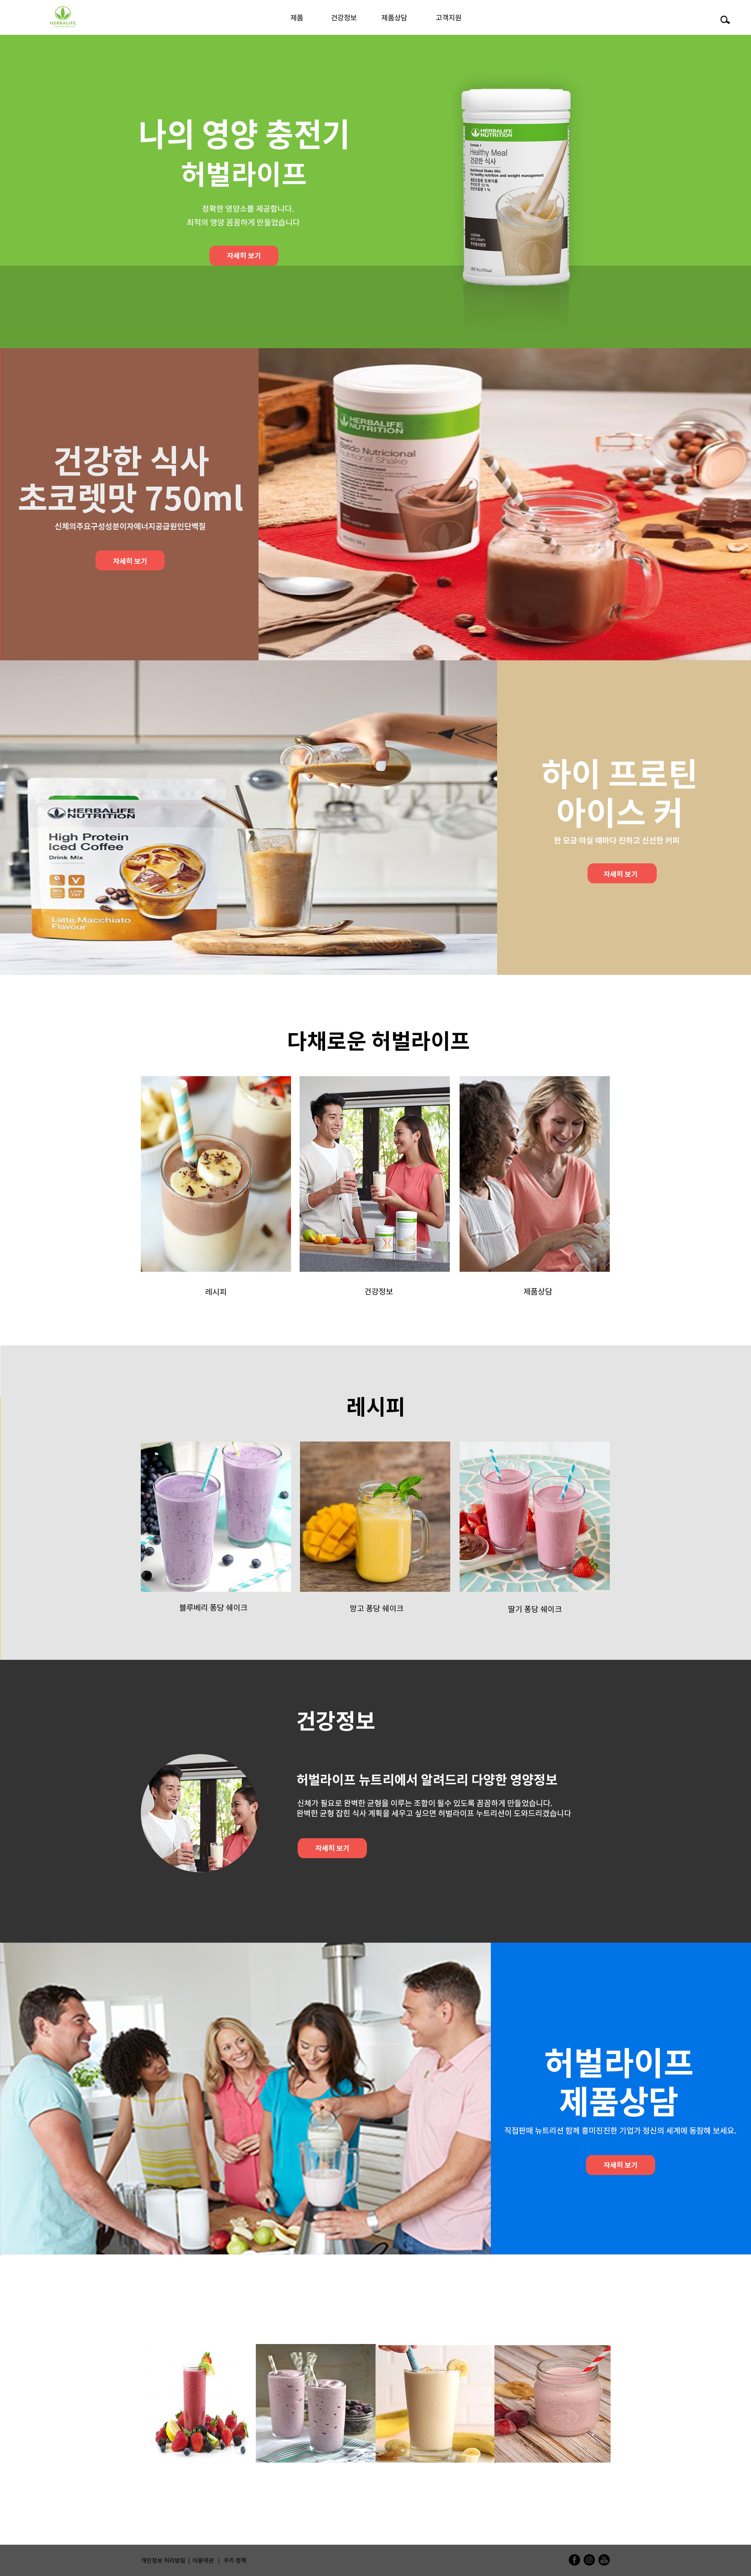 HERBALIFE
제품
건강정보
제품상담
고객지원
나의 영양 충전기
허벌라이프
정확한 영양소를 제공합니다.
최적의 영양 꼼꼼하게 만들었습니다
자세히 보기
HERBALIFE
NUTRITION
Formula 1
Healthy Meal
건강한 식사
Nutritional Shake Mix
for healthy nutrition and weight management
건강한 식사
초코렛맛 750ml
신체의주요구성성분이자에너지공급원인단백질
자세히 보기
HERBALIFE
NUTRITION
Batido Nutricional
Nutritional Shake
HERBALIFE
NUTRITION
High Protein
Iced Coffee
Drink Mix
Latte Macchiato
Flavour
하이 프로틴
아이스 커
한 모금 마실 때마다 진하고 신선한 커피
자세히 보기
다채로운 허벌라이프
레시피
건강정보
제품상담
레시피
블루베리 퐁당 쉐이크
망고 퐁당 쉐이크
딸기 퐁당 쉐이크
건강정보
허벌라이프 뉴트리에서 알려드리 다양한 영양정보
신체가 필요로 완벽한 균형을 이루는 조합이 될수 있도록 꼼꼼하게 만들었습니다.
완벽한 균형 잡힌 식사 계획을 세우고 싶으면 허벌라이프 누트리션이 도와드리겠습니다
자세히 보기
허벌라이프
제품상담
직접판매 뉴트리션 함께 흥미진진한 기업가 정신의 세계에 동참해 보세요.
자세히 보기
개인정보 처리방침 | 이용약관 | 쿠키 정책